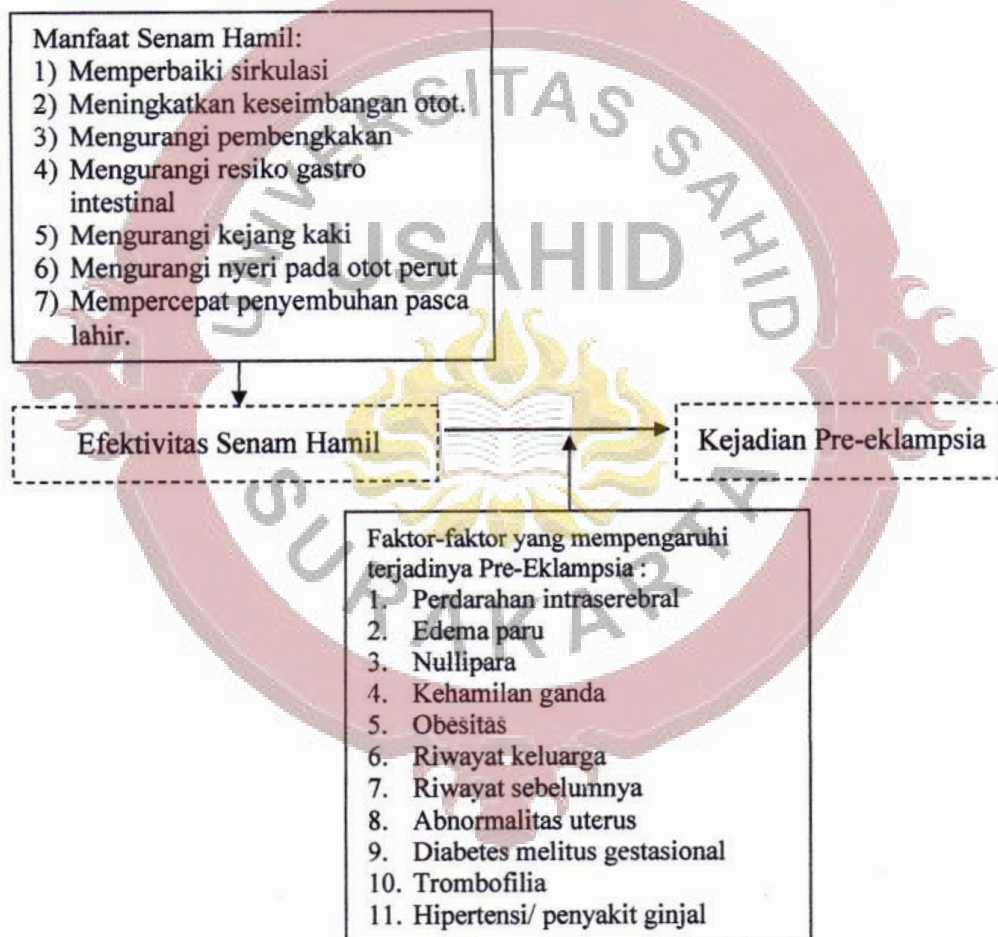 Manfaat Senam Hamil:
1) Memperbaiki sirkulasi
2) Meningkatkan keseimbangan otot.
3) Mengurangi pembengkakan
4) Mengurangi resiko gastro
intestinal
5) Mengurangi kejang kaki
6) Mengurangi nyeri pada otot perut
7) Mempercepat penyembuhan pasca
lahir.
UNIVERSITAS SAHID
USAHID
SURAKARTA
Efektivitas Senam Hamil
Kejadian Pre-eklampsia
Faktor-faktor yang mempengaruhi
terjadinya Pre-Eklampsia :
1. Perdarahan intraserebral
2. Edema paru
3. Nullipara
4. Kehamilan ganda
5. Obesitas
6. Riwayat keluarga
7. Riwayat sebelumnya
8. Abnormalitas uterus
9. Diabetes melitus gestasional
10. Trombofilia
11. Hipertensi/ penyakit ginjal